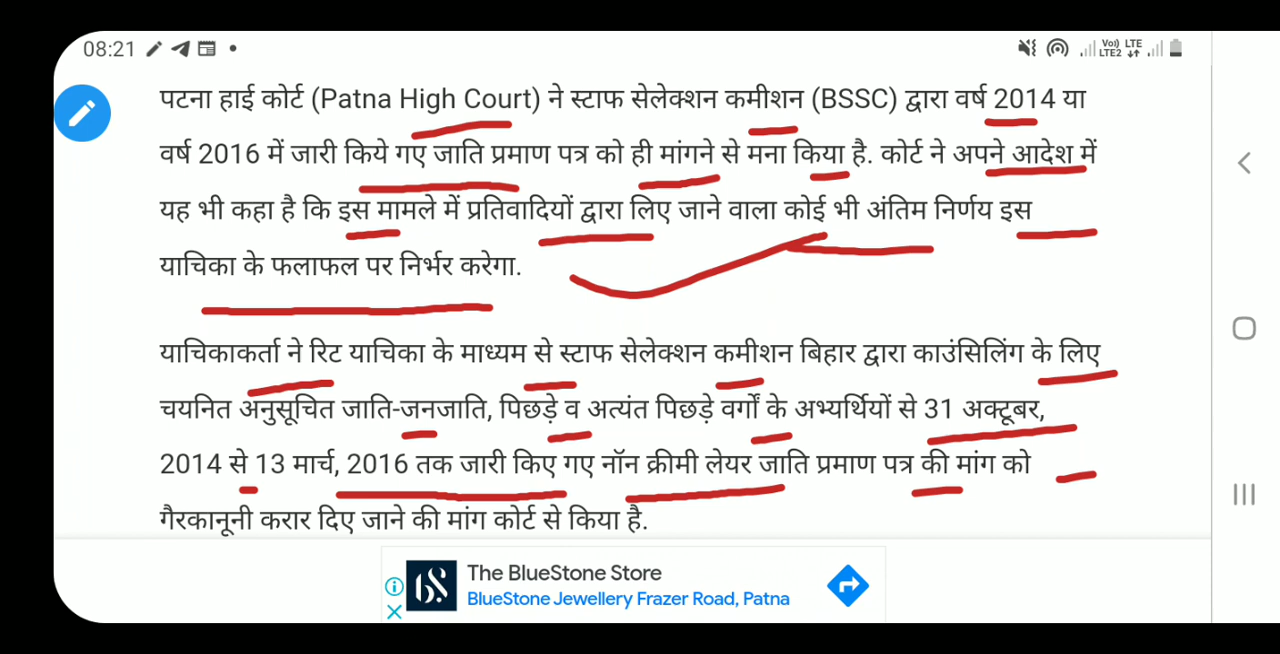 08:21
Vo) LTE
LTE2
पटना हाई कोर्ट (Patna High Court) ने स्टाफ सेलेक्शन कमीशन (BSSC) द्वारा वर्ष 2014 या
वर्ष 2016 में जारी किये गए जाति प्रमाण पत्र को ही मांगने से मना किया है. कोर्ट ने अपने आदेश में
यह भी कहा है कि इस मामले में प्रतिवादियों द्वारा लिए जाने वाला कोई भी अंतिम निर्णय इस
याचिका के फलाफल पर निर्भर करेगा.
याचिकाकर्ता ने रिट याचिका के माध्यम से स्टाफ सेलेक्शन कमीशन बिहार द्वारा काउंसिलिंग के लिए
चयनित अनुसूचित जाति-जनजाति, पिछड़े व अत्यंत पिछड़े वर्गों के अभ्यर्थियों से 31 अक्टूबर,
2014 से 13 मार्च, 2016 तक जारी किए गए नॉन क्रीमी लेयर जाति प्रमाण पत्र की मांग को
गैरकानूनी करार दिए जाने की मांग कोर्ट से किया है.
The BlueStone Store
BlueStone Jewellery Frazer Road, Patna